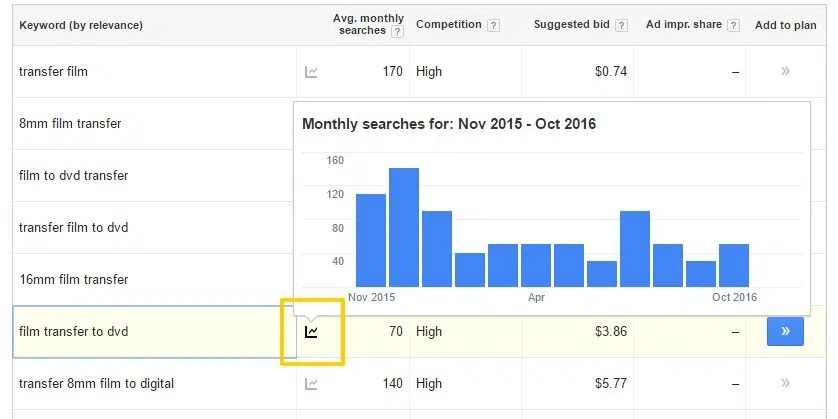 Keyword (by relevance) Avg. monthly searches ? Competition ? Suggested bid ? Ad impr. share ? Add to plan
transfer film 170 High $0.74 – »
8mm film transfer
Monthly searches for: Nov 2015 - Oct 2016
160
film to dvd transfer
120
transfer film to dvd
80
40
16mm film transfer
Nov 2015 Apr Oct 2016
film transfer to dvd 70 High $3.86 – »
transfer 8mm film to digital 140 High $5.77 – »